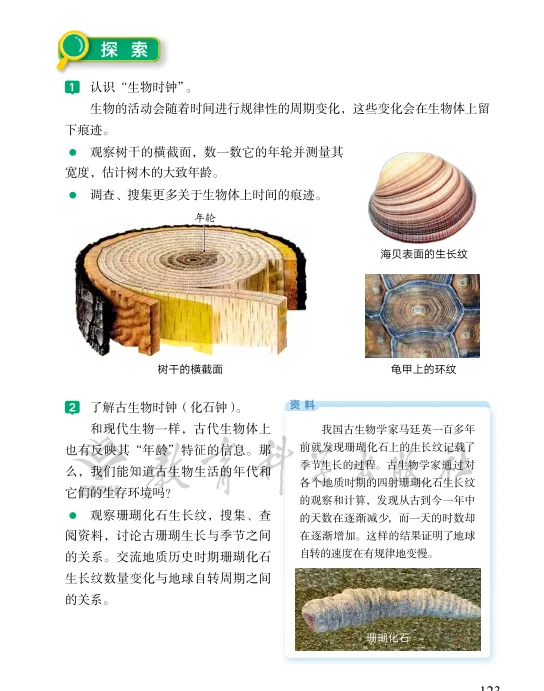 探 索
1 认识“生物时钟”。
生物的活动会随着时间进行规律性的周期变化，这些变化会在生物体上留
下痕迹。
● 观察树干的横截面，数一数它的年轮并测量其
宽度，估计树木的大致年龄。
● 调查、搜集更多关于生物体上时间的痕迹。
年轮
树干的横截面
海贝表面的生长纹
龟甲上的环纹
2 了解古生物时钟（化石钟）。
和现代生物一样，古代生物体上
也有反映其“年龄”特征的信息。那
么，我们能知道古生物生活的年代和
它们的生存环境吗？
● 观察珊瑚化石生长纹，搜集、查
阅资料，讨论古珊瑚生长与季节之间
的关系。交流地质历史时期珊瑚化石
生长纹数量变化与地球自转周期之间
的关系。
资 料
我国古生物学家马廷英一百多年
前就发现珊瑚化石上的生长纹记载了
季节生长的过程。古生物学家通过对
各个地质时期的四射珊瑚化石生长纹
的观察和计算，发现从古到今一年中
的天数在逐渐减少，而一天的时数却
在逐渐增加。这样的结果证明了地球
自转的速度在有规律地变慢。
珊瑚化石
教育科学出版社